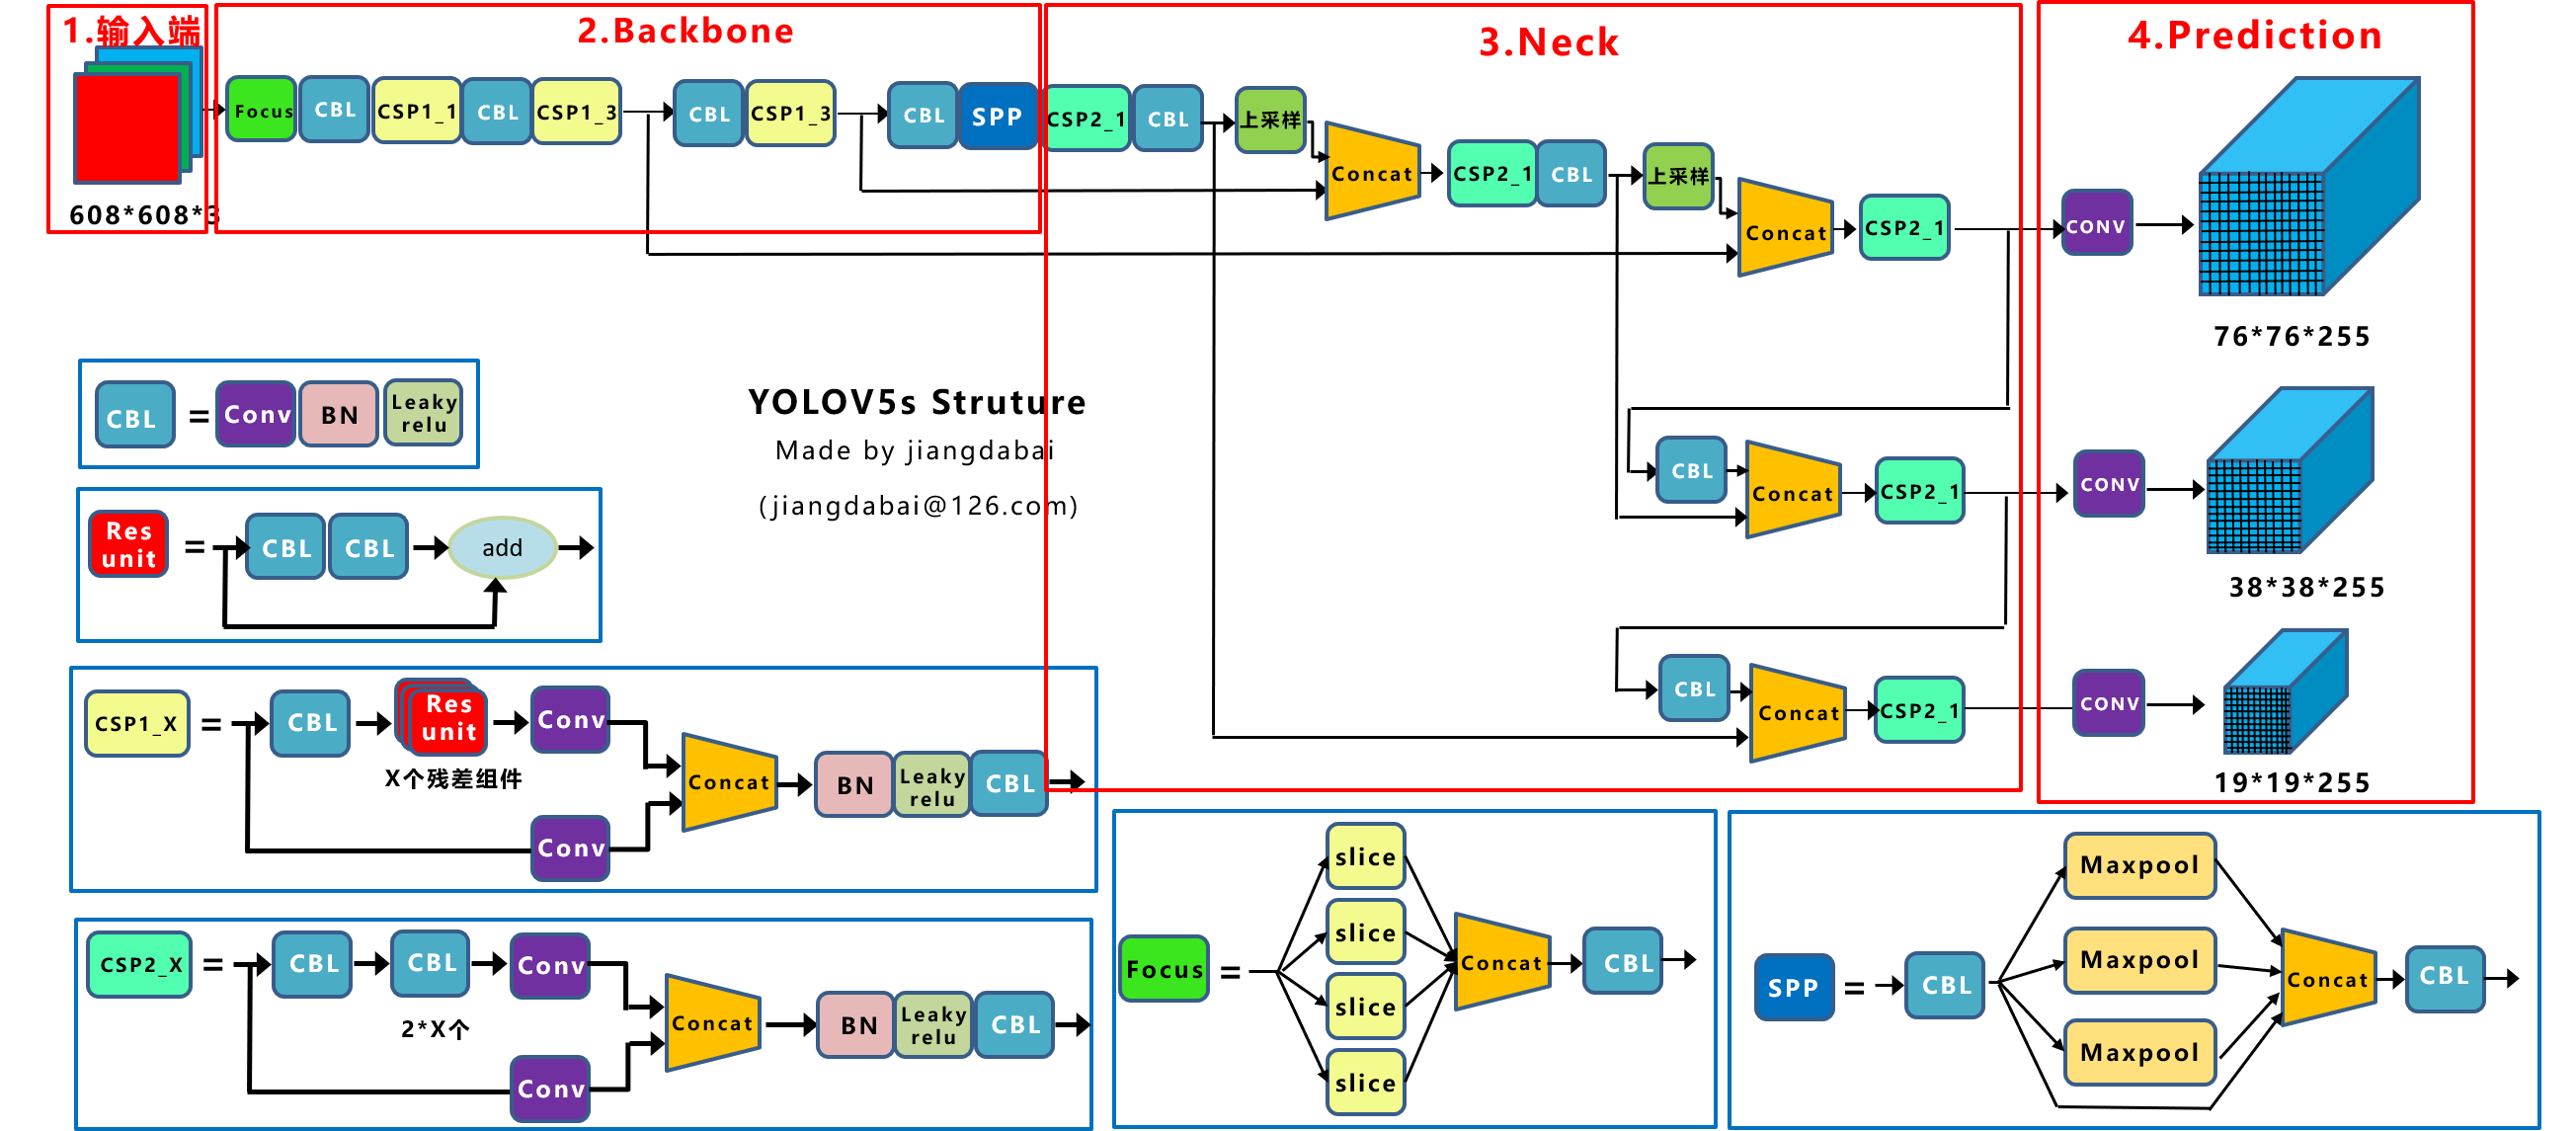 1.输入端
2.Backbone
3.Neck
4.Prediction
608*608*3
Focus
CBL
CSP1_1
CBL
CSP1_3
CBL
CSP1_3
CBL
SPP
CSP2_1
CBL
上采样
Concat
CSP2_1
CBL
上采样
Concat
CSP2_1
CONV
76*76*255
YOLOV5s Struture
Made by jiangdabai
(jiangdabai@126.com)
CBL
Concat
CSP2_1
CONV
38*38*255
CBL
Concat
CSP2_1
CONV
19*19*255
CBL
=
Conv
BN
Leaky
relu
Res
unit
=
CBL
CBL
add
CSP1_X
=
CBL
Res
unit
Conv
X个残差组件
Conv
Concat
BN
Leaky
relu
CBL
CSP2_X
=
CBL
CBL
Conv
2*X个
Conv
Concat
BN
Leaky
relu
CBL
Focus
=
slice
slice
slice
slice
Concat
CBL
SPP
=
CBL
Maxpool
Maxpool
Maxpool
Concat
CBL